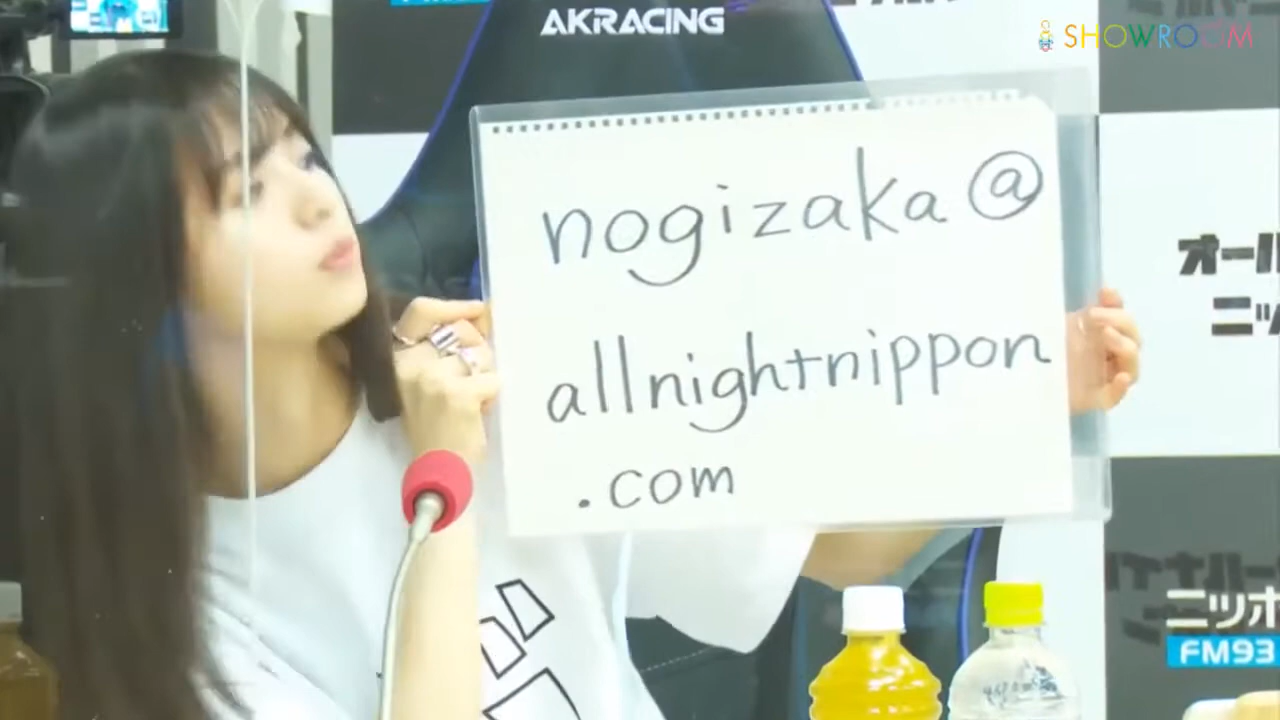 AKRACING
SHOWROOM
nogizaka@
allnightnippon
.com
オール
ニッ
ニッポ
FM93